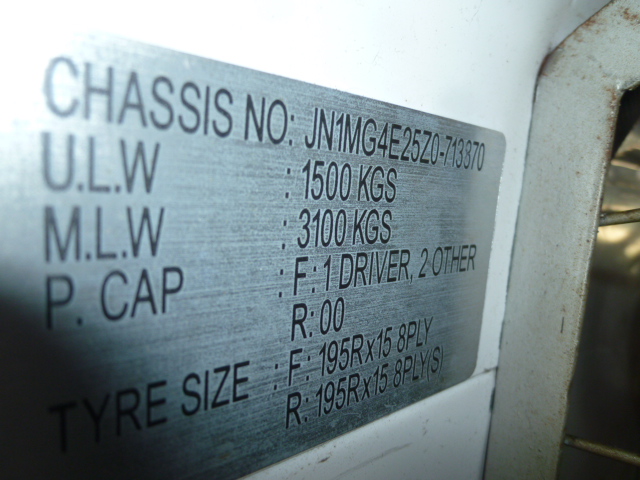 CHASSIS NO: JN1MG4E25Z0-713370
U.L.W : 1500 KGS
M.L.W : 3100 KGS
P. CAP : F: 1 DRIVER, 2 OTHER
R: 00
TYRE SIZE : F: 195Rx15 8PLY
R: 195Rx15 8PLY(S)